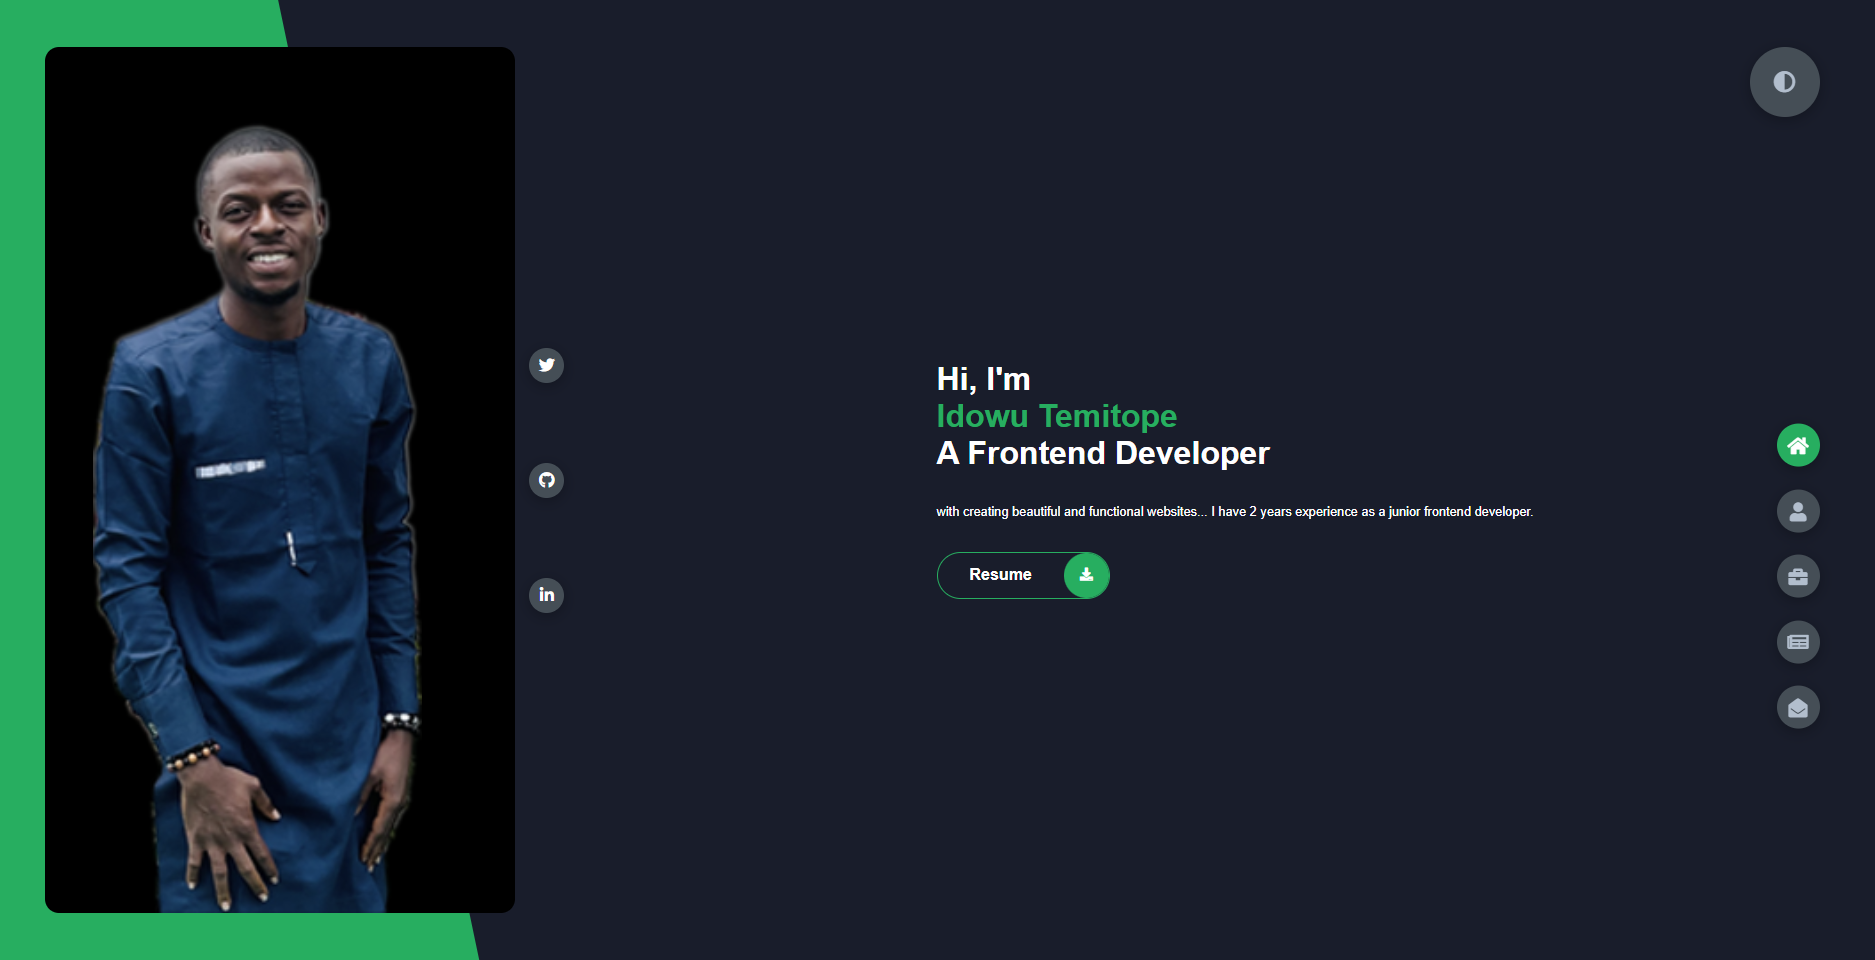 Hi, I'm
Idowu Temitope
A Frontend Developer
with creating beautiful and functional websites... I have 2 years experience as a junior frontend developer.
Resume